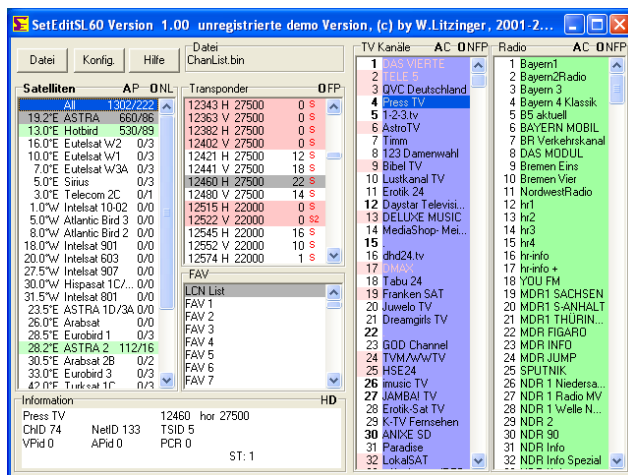 SetEditSL60 Version 1.00 unregistrierte demo Version, (c) by W.Litzinger, 2001-2...
Datei
Konfig.
Hilfe
Datei
ChanList.bin
Satelliten A P O N L
All 1302/222
19.2°E ASTRA 660/86
13.0°E Hotbird 530/89
16.0°E Eutelsat W2 0/3
10.0°E Eutelsat W1 0/3
7.0°E Eutelsat W3A 0/3
5.0°E Sirius 0/3
3.0°E Telecom 2C 0/1
1.0°W Intelsat 10-02 0/0
5.0°W Atlantic Bird 3 0/0
8.0°W Atlantic Bird 2 0/0
18.0°W Intelsat 901 0/0
20.0°W Intelsat 603 0/0
27.5°W Intelsat 907 0/0
30.0°W Hispasat 1C/... 0/0
31.5°W Intelsat 801 0/0
23.5°E ASTRA 1D/3A 0/0
26.0°E Arabsat 0/0
28.5°E Eurobird 1 0/3
28.2°E ASTRA 2 112/16
30.5°E Arabsat 2B 0/2
33.0°E Eurobird 3 0/3
42.0°E Turksat 1C 0/3
Transponder O F P
12343 H 27500 0 S
12363 V 27500 0 S
12382 H 27500 0 S
12402 V 27500 0 S
12421 H 27500 12 S
12441 V 27500 18 S
12460 H 27500 22 S
12480 V 27500 14 S
12515 H 22000 0 S
12522 V 22000 0 S2
12545 H 22000 16 S
12552 V 22000 10 S
12574 H 22000 1 S
FAV
LCN List
FAV 1
FAV 2
FAV 3
FAV 4
FAV 5
FAV 6
FAV 7
TV Kanäle A C O N F P
1 DAS VIERTE
2 TELE 5
3 QVC Deutschland
4 Press TV
5 1-2-3.tv
6 AstroTV
7 Timm
8 123 Damenwahl
9 Bibel TV
10 Lustkanal TV
11 Erotik 24
12 Daystar Televisi...
13 DELUXE MUSIC
14 MediaShop- Mei...
15 .
16 dhd24.tv
17 DMAX
18 Tabu 24
19 Franken SAT
20 Juwelo TV
21 Dreamgirls TV
22
23 GOD Channel
24 TVM/WWTV
25 HSE24
26 imusic TV
27 JAMBA! TV
28 Erotik-Sat TV
29 K-TV Fernsehen
30 ANIXE SD
31 Paradise
32 LokalSAT
Radio A C O N F P
1 Bayern1
2 Bayern2Radio
3 Bayern 3
4 Bayern 4 Klassik
5 B5 aktuell
6 BAYERN MOBIL
7 BR Verkehrskanal
8 DAS MODUL
9 Bremen Eins
10 Bremen Vier
11 NordwestRadio
12 hr1
13 hr2
14 hr3
15 hr4
16 hr-info
17 hr-info +
18 YOU FM
19 MDR1 SACHSEN
20 MDR1 S-ANHALT
21 MDR1 THÜRIN...
22 MDR FIGARO
23 MDR INFO
24 MDR JUMP
25 SPUTNIK
26 NDR 1 Niedersa...
27 NDR 1 Radio MV
28 NDR 1 Welle N...
29 NDR 2
30 NDR 90
31 NDR Info
32 NDR Info Spezial
Information HD
Press TV 12460 hor 27500
ChID 74 NetID 133 TSID 5
VPid 0 APid 0 PCR 0
ST: 1